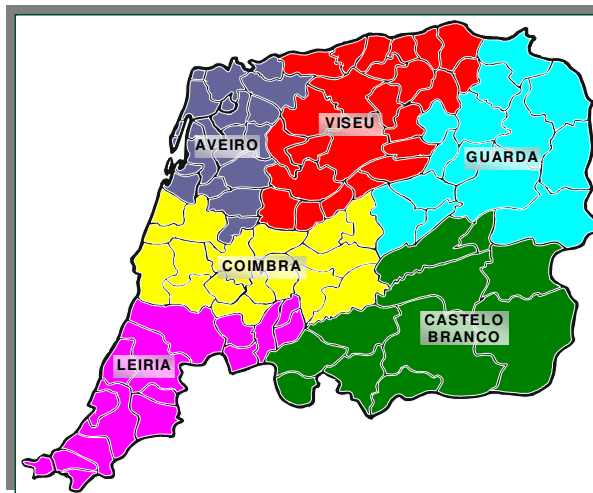 VISEU
AVEIRO
GUARDA
COIMBRA
CASTELO
BRANCO
LEIRIA